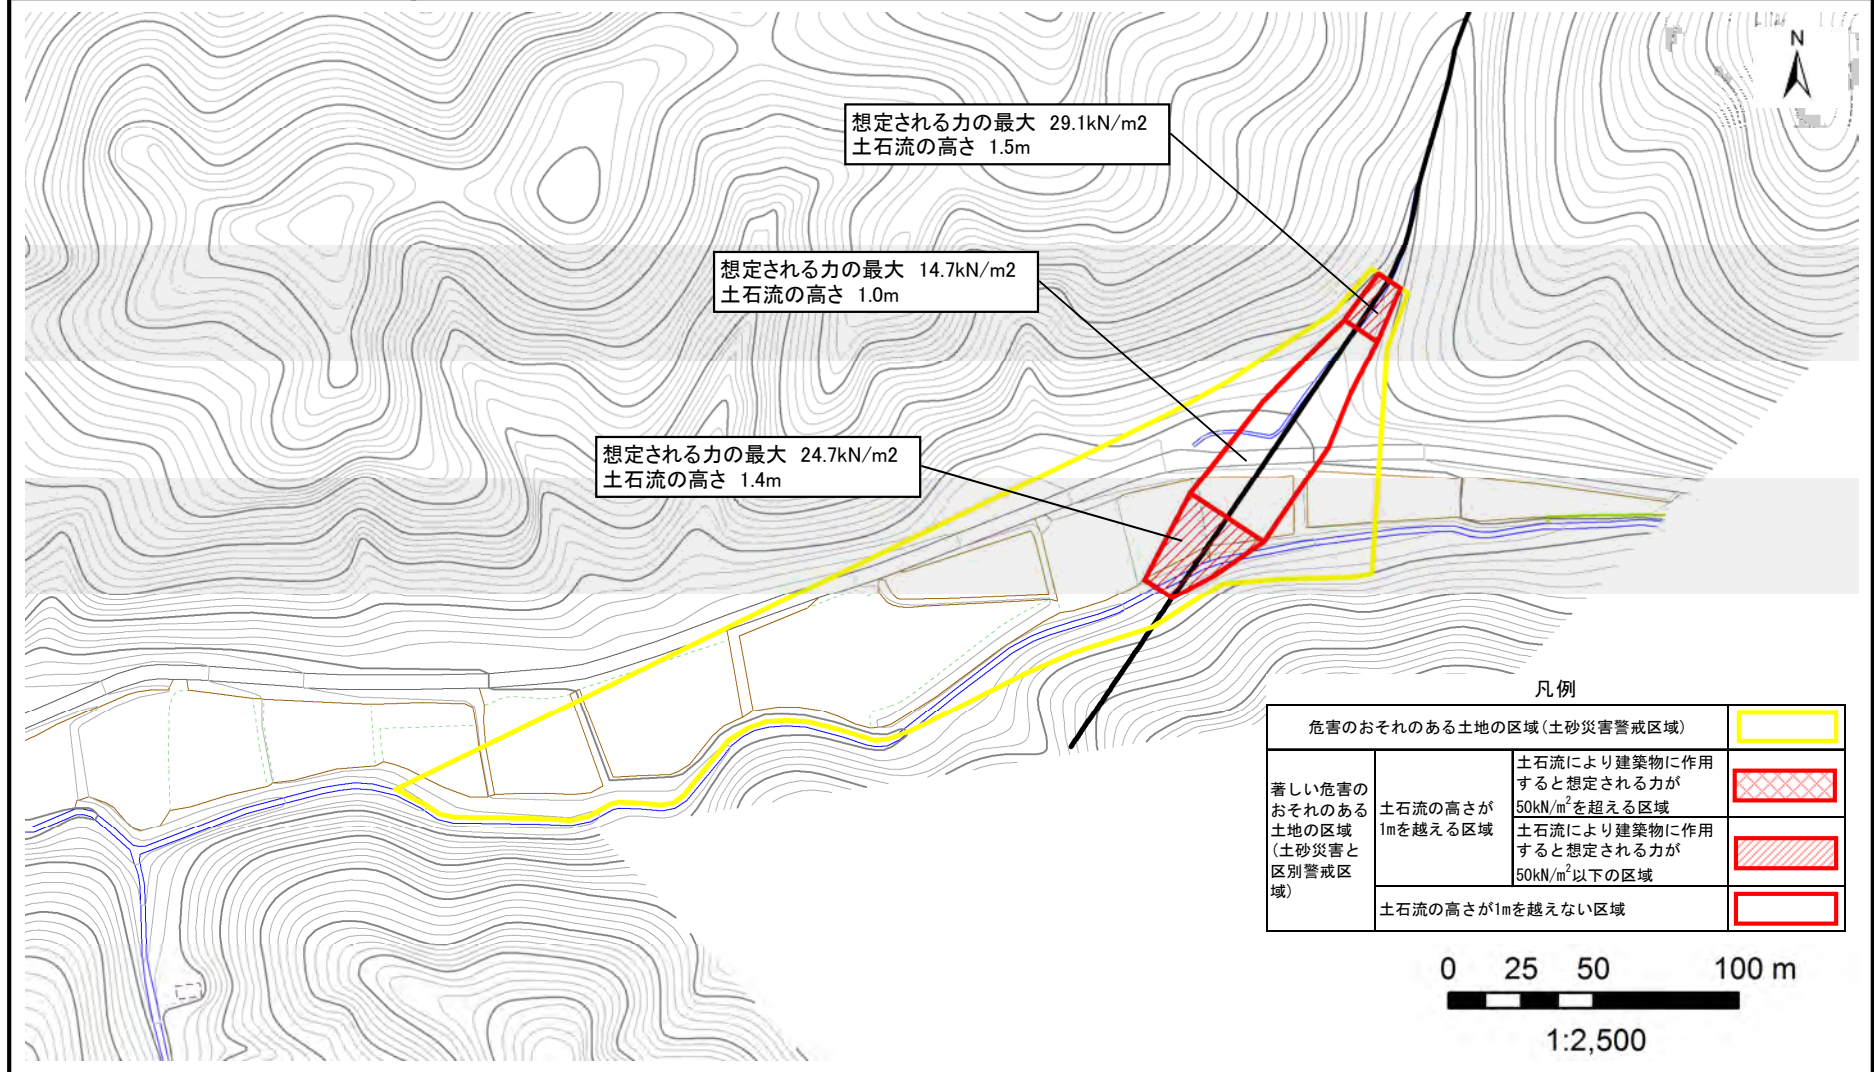 N
想定される力の最大 29.1kN/m2
土石流の高さ 1.5m
想定される力の最大 14.7kN/m2
土石流の高さ 1.0m
想定される力の最大 24.7kN/m2
土石流の高さ 1.4m
凡例
危害のおそれのある土地の区域(土砂災害警戒区域)
著しい危害の
おそれのある
土地の区域
(土砂災害と
区別警戒区
域)
土石流の高さが
1mを越える区域
土石流により建築物に作用
すると想定される力が
50kN/m²を超える区域
土石流により建築物に作用
すると想定される力が
50kN/m²以下の区域
土石流の高さが1mを越えない区域
0 25 50 100 m
1:2,500